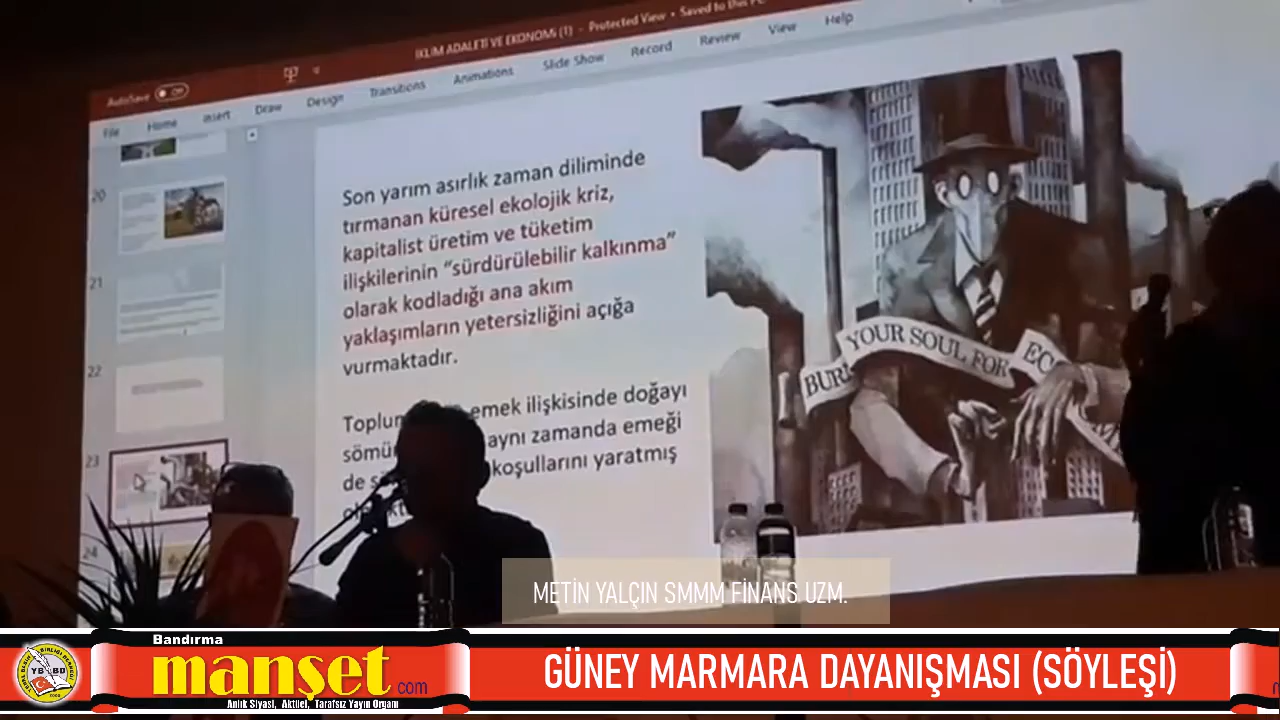 İKLİM ADALETİ VE EKONOMİ (1) - Protected View • Saved to this PC
AutoSave Off
File Home Insert Draw Design Transitions Animations Slide Show Record Review View Help
20
21
22
23
24
Son yarım asırlık zaman diliminde
tırmanan küresel ekolojik kriz,
kapitalist üretim ve tüketim
ilişkilerinin “sürdürülebilir kalkınma”
olarak kodladığı ana akım
yaklaşımların yetersizliğini açığa
vurmaktadır.
emek ilişkisinde doğayı
aynı zamanda emeği
de koşullarını yaratmış
YOUR SOUL FOR
METİN YALÇIN SMMM FİNANS UZM.
Bandırma
manşet.com
Anlık Siyasi, Aktüel, Tarafsız Yayın Organı
GÜNEY MARMARA DAYANIŞMASI (SÖYLEŞİ)